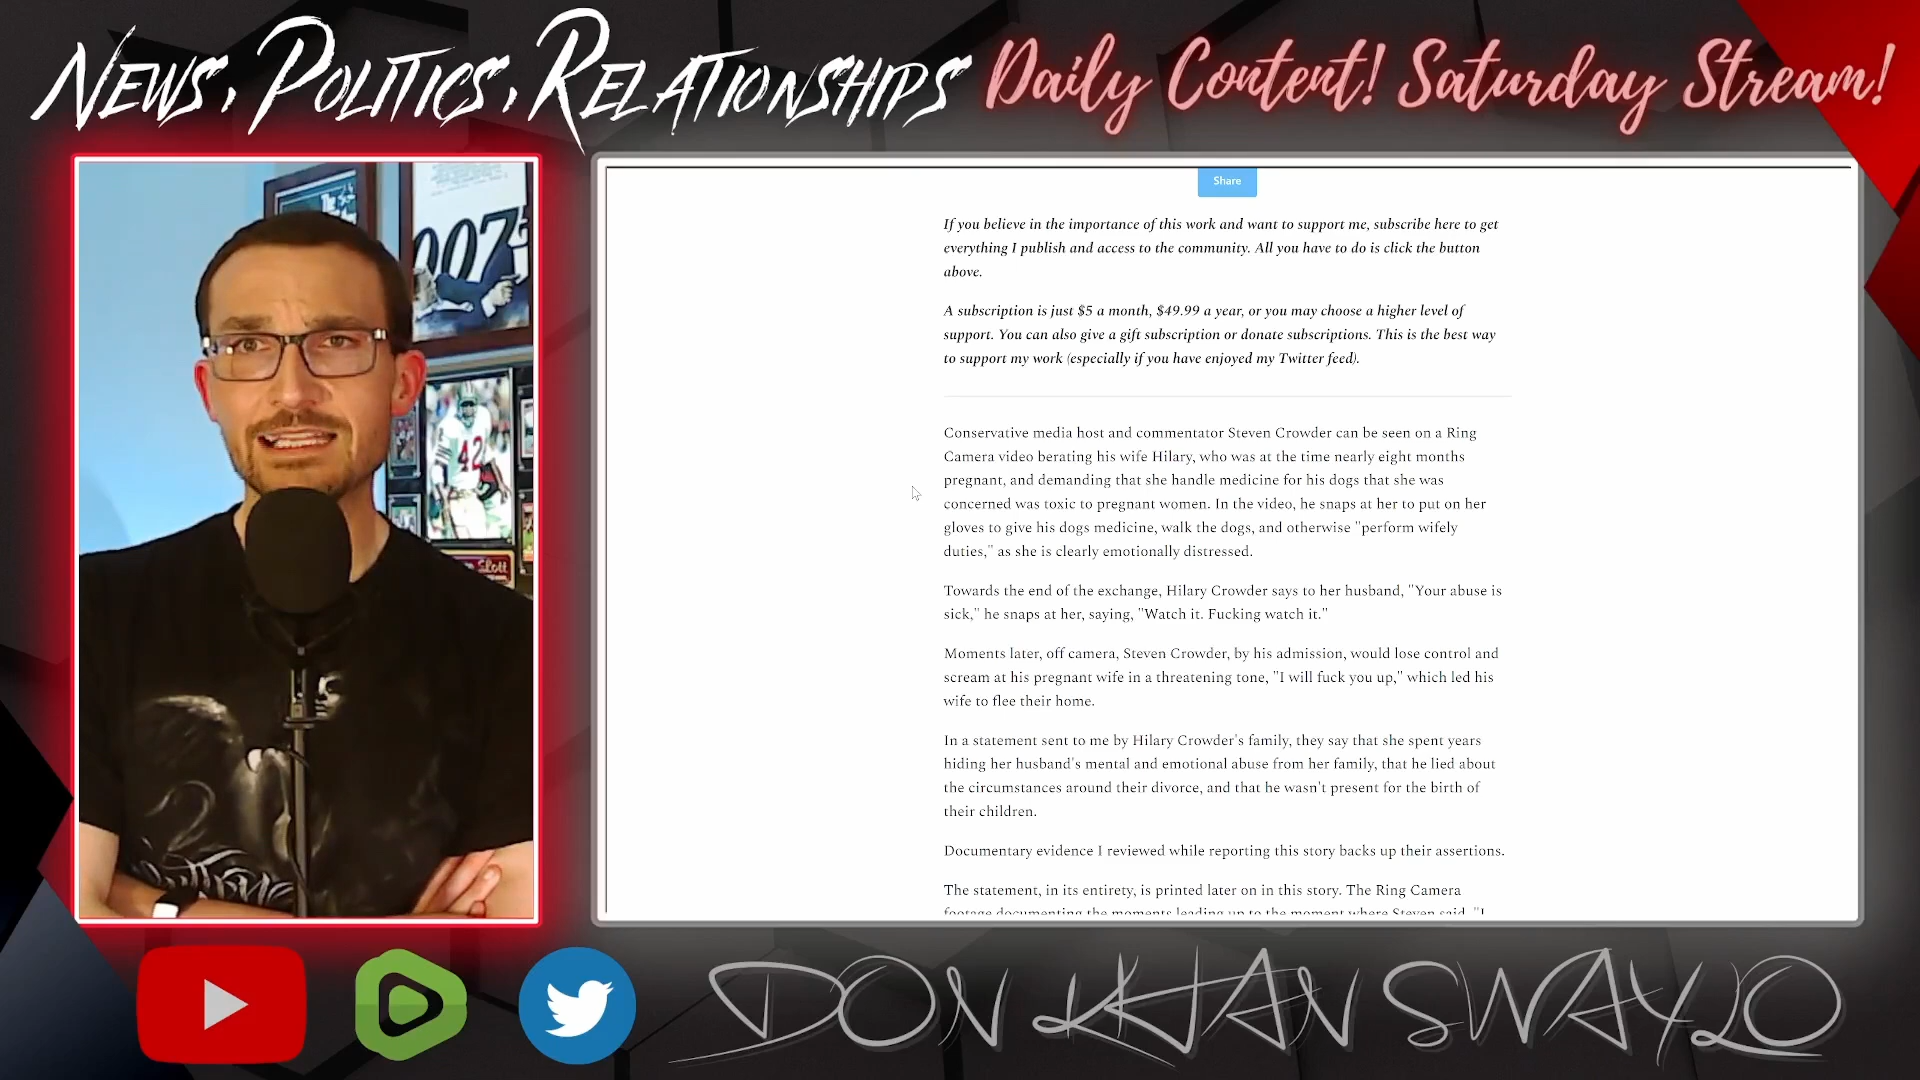 NEWS, POLITICS, RELATIONSHIPS Daily Content! Saturday Stream!
007
42
Share
If you believe in the importance of this work and want to support me, subscribe here to get
everything I publish and access to the community. All you have to do is click the button
above.
A subscription is just $5 a month, $49.99 a year, or you may choose a higher level of
support. You can also give a gift subscription or donate subscriptions. This is the best way
to support my work (especially if you have enjoyed my Twitter feed).
Conservative media host and commentator Steven Crowder can be seen on a Ring
Camera video berating his wife Hilary, who was at the time nearly eight months
pregnant, and demanding that she handle medicine for his dogs that she was
concerned was toxic to pregnant women. In the video, he snaps at her to put on her
gloves to give his dogs medicine, walk the dogs, and otherwise "perform wifely
duties," as she is clearly emotionally distressed.
Towards the end of the exchange, Hilary Crowder says to her husband, "Your abuse is
sick," he snaps at her, saying, "Watch it. Fucking watch it."
Moments later, off camera, Steven Crowder, by his admission, would lose control and
scream at his pregnant wife in a threatening tone, "I will fuck you up," which led his
wife to flee their home.
In a statement sent to me by Hilary Crowder's family, they say that she spent years
hiding her husband's mental and emotional abuse from her family, that he lied about
the circumstances around their divorce, and that he wasn't present for the birth of
their children.
Documentary evidence I reviewed while reporting this story backs up their assertions.
The statement, in its entirety, is printed later on in this story. The Ring Camera
footage documenting the moments leading up to the moment where Steven said, "I
DON KHAN SWAYLO